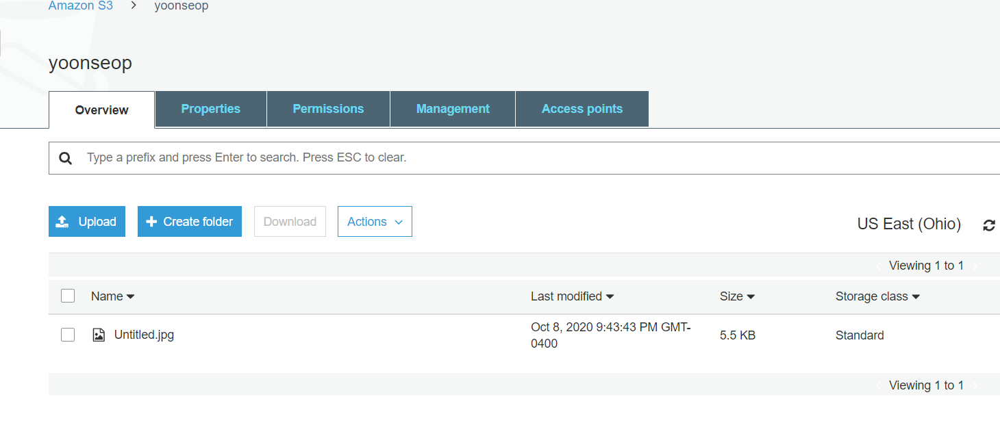 Amazon S3 > yoonseop
yoonseop
Overview Properties Permissions Management Access points
Type a prefix and press Enter to search. Press ESC to clear.
Upload Create folder Download Actions
US East (Ohio)
Viewing 1 to 1
Name Last modified Size Storage class
Untitled.jpg Oct 8, 2020 9:43:43 PM GMT-
0400 5.5 KB Standard
Viewing 1 to 1